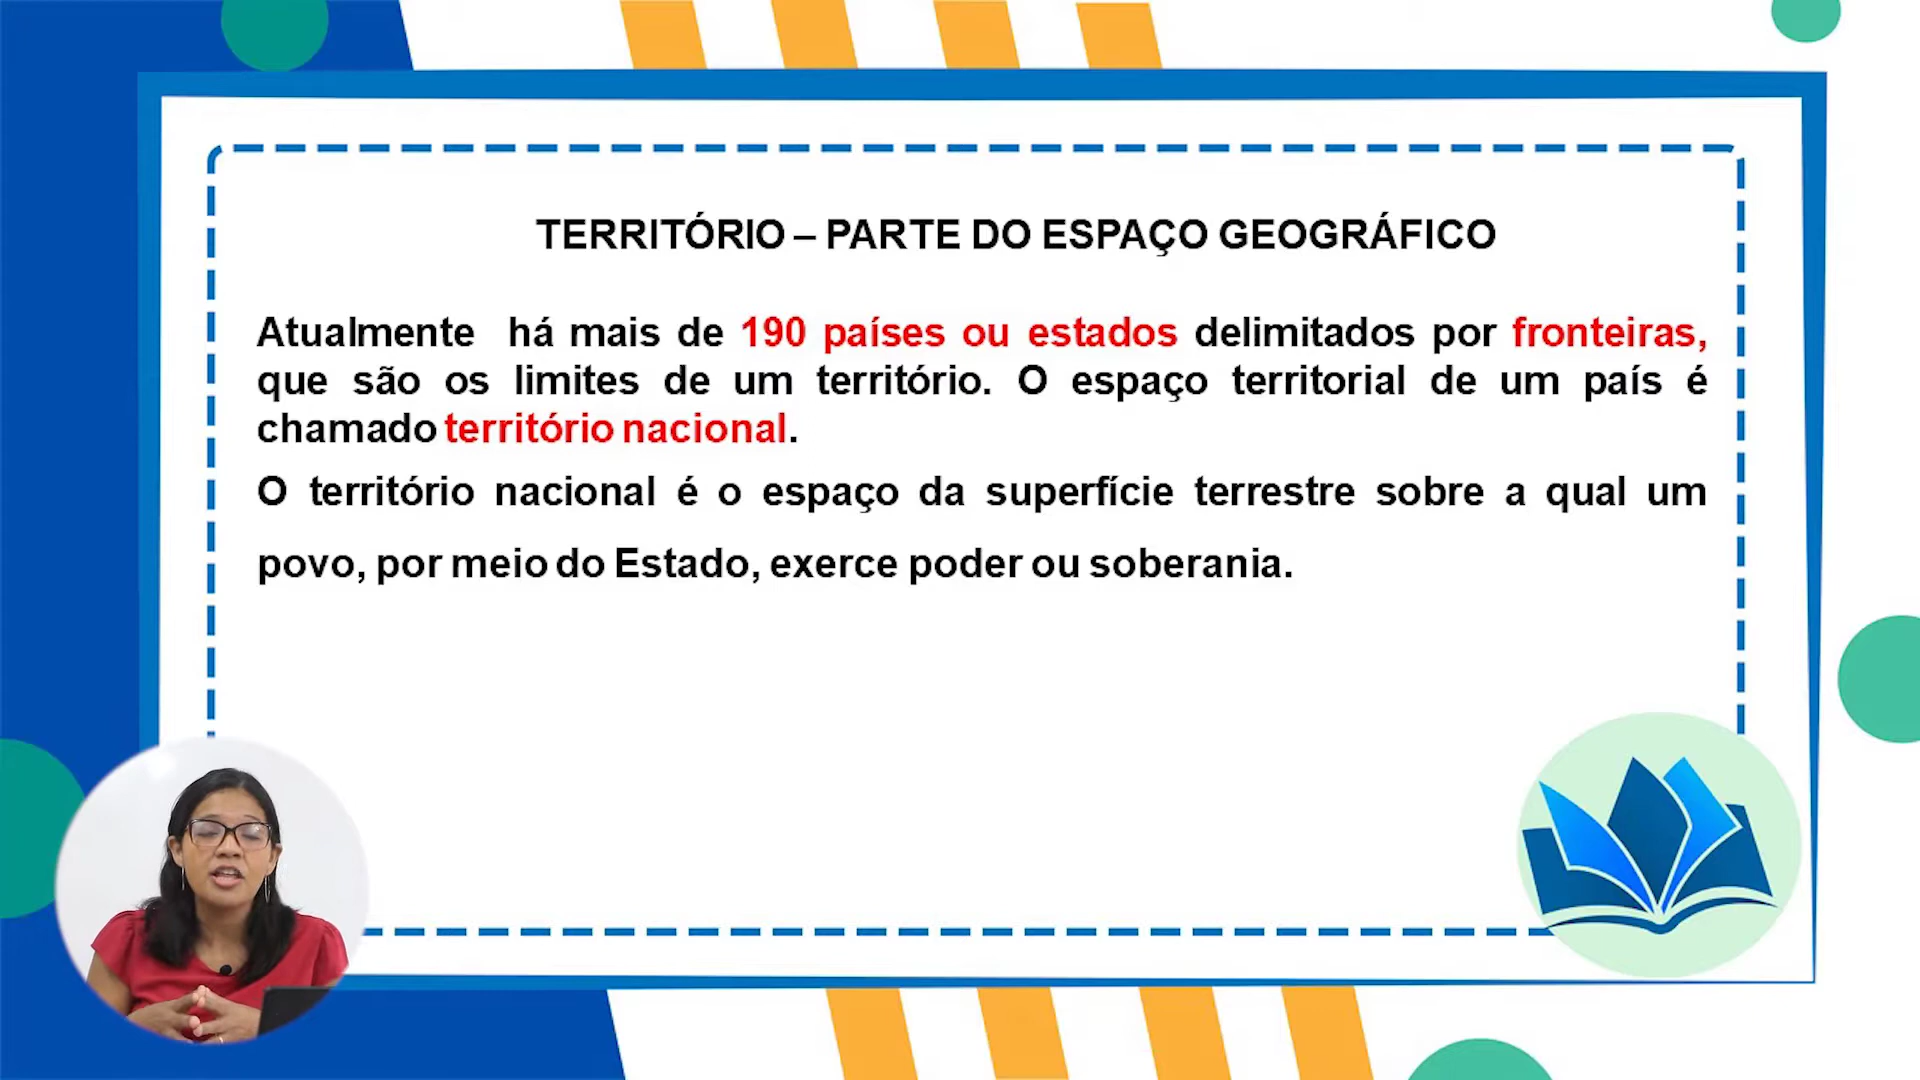 TERRITÓRIO – PARTE DO ESPAÇO GEOGRÁFICO
Atualmente há mais de 190 países ou estados delimitados por fronteiras,
que são os limites de um território. O espaço territorial de um país é
chamado território nacional.
O território nacional é o espaço da superfície terrestre sobre a qual um
povo, por meio do Estado, exerce poder ou soberania.